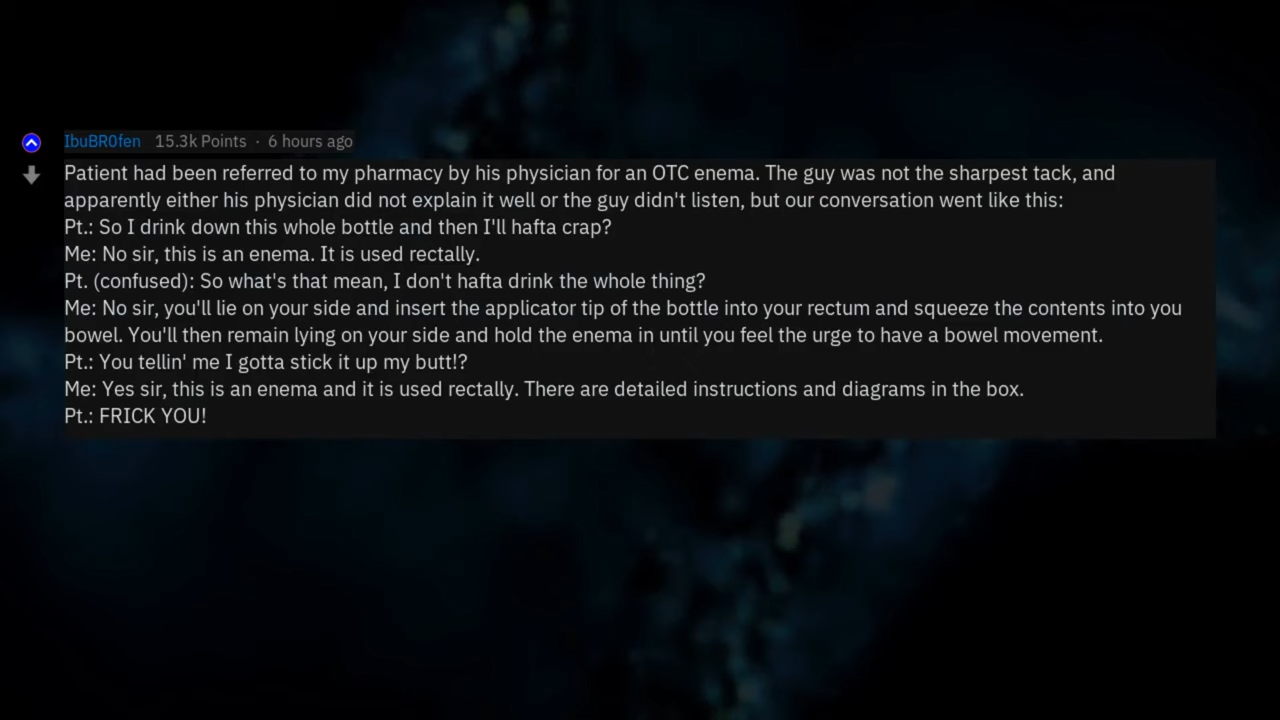 IbuBR0fen 15.3k Points · 6 hours ago
Patient had been referred to my pharmacy by his physician for an OTC enema. The guy was not the sharpest tack, and
apparently either his physician did not explain it well or the guy didn't listen, but our conversation went like this:
Pt.: So I drink down this whole bottle and then I'll hafta crap?
Me: No sir, this is an enema. It is used rectally.
Pt. (confused): So what's that mean, I don't hafta drink the whole thing?
Me: No sir, you'll lie on your side and insert the applicator tip of the bottle into your rectum and squeeze the contents into you
bowel. You'll then remain lying on your side and hold the enema in until you feel the urge to have a bowel movement.
Pt.: You tellin' me I gotta stick it up my butt!?
Me: Yes sir, this is an enema and it is used rectally. There are detailed instructions and diagrams in the box.
Pt.: FRICK YOU!